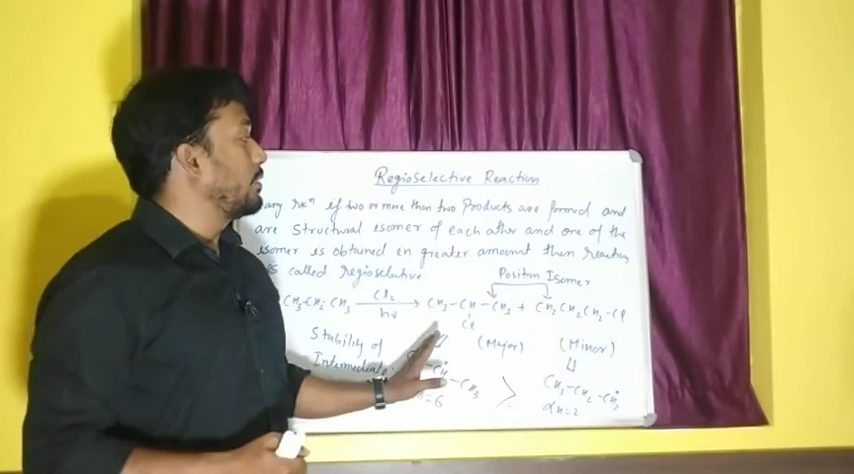 Regioselective Reaction
any rxⁿ if two or more than two Products are formed and
are structural isomer of each other and one of the
isomer is obtained in greater amount then reaction
is called regioselective.
Position Isomer
CH₃-CH₂-CH₃ Cl₂ hν → CH₃-CH-CH₃ + CH₃CH₂CH₂-Cl
Cl
Stability of (Major) (Minor)
Intermediate
-CH₃ > CH₃-CH₂-CH₂
=6 αH=2